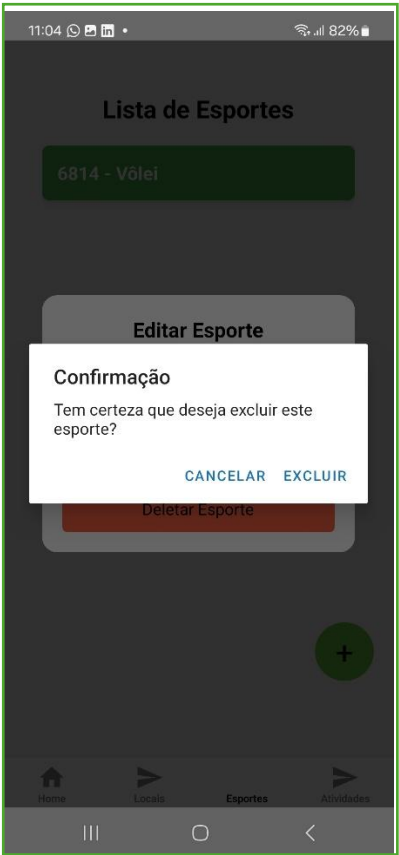 11:04
82%
Lista de Esportes
6814 - Vôlei
Editar Esporte
Confirmação
Tem certeza que deseja excluir este
esporte?
CANCELAR EXCLUIR
Deletar Esporte
+
Home Locais Esportes Atividades